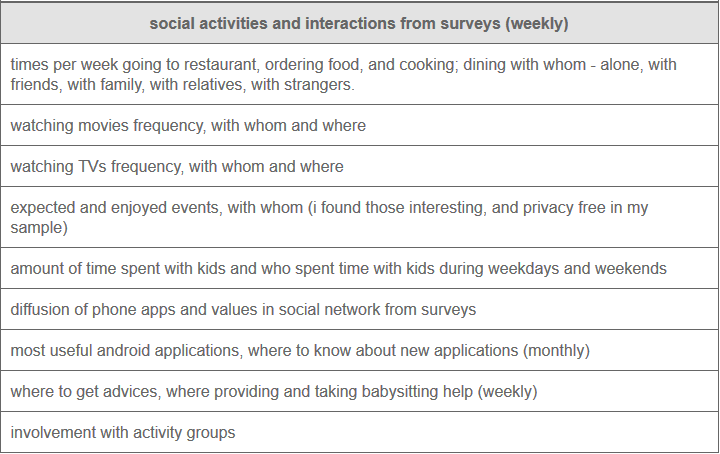 social activities and interactions from surveys (weekly)
times per week going to restaurant, ordering food, and cooking; dining with whom - alone, with
friends, with family, with relatives, with strangers.
watching movies frequency, with whom and where
watching TVs frequency, with whom and where
expected and enjoyed events, with whom (i found those interesting, and privacy free in my
sample)
amount of time spent with kids and who spent time with kids during weekdays and weekends
diffusion of phone apps and values in social network from surveys
most useful android applications, where to know about new applications (monthly)
where to get advices, where providing and taking babysitting help (weekly)
involvement with activity groups